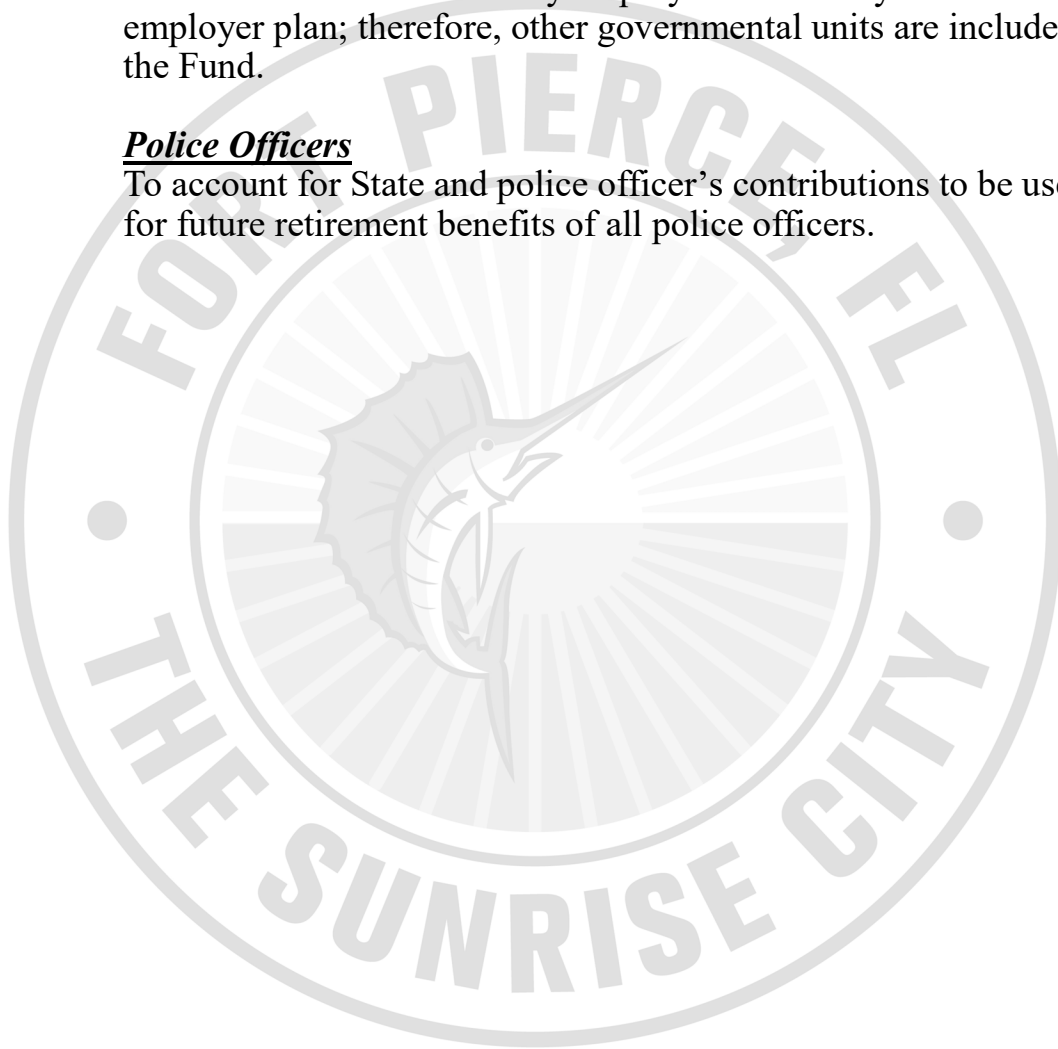 employer plan; therefore, other governmental units are include
the Fund.
Police Officers
To account for State and police officer’s contributions to be use
for future retirement benefits of all police officers.
FORT PIERCE, FL
THE SUNRISE CITY